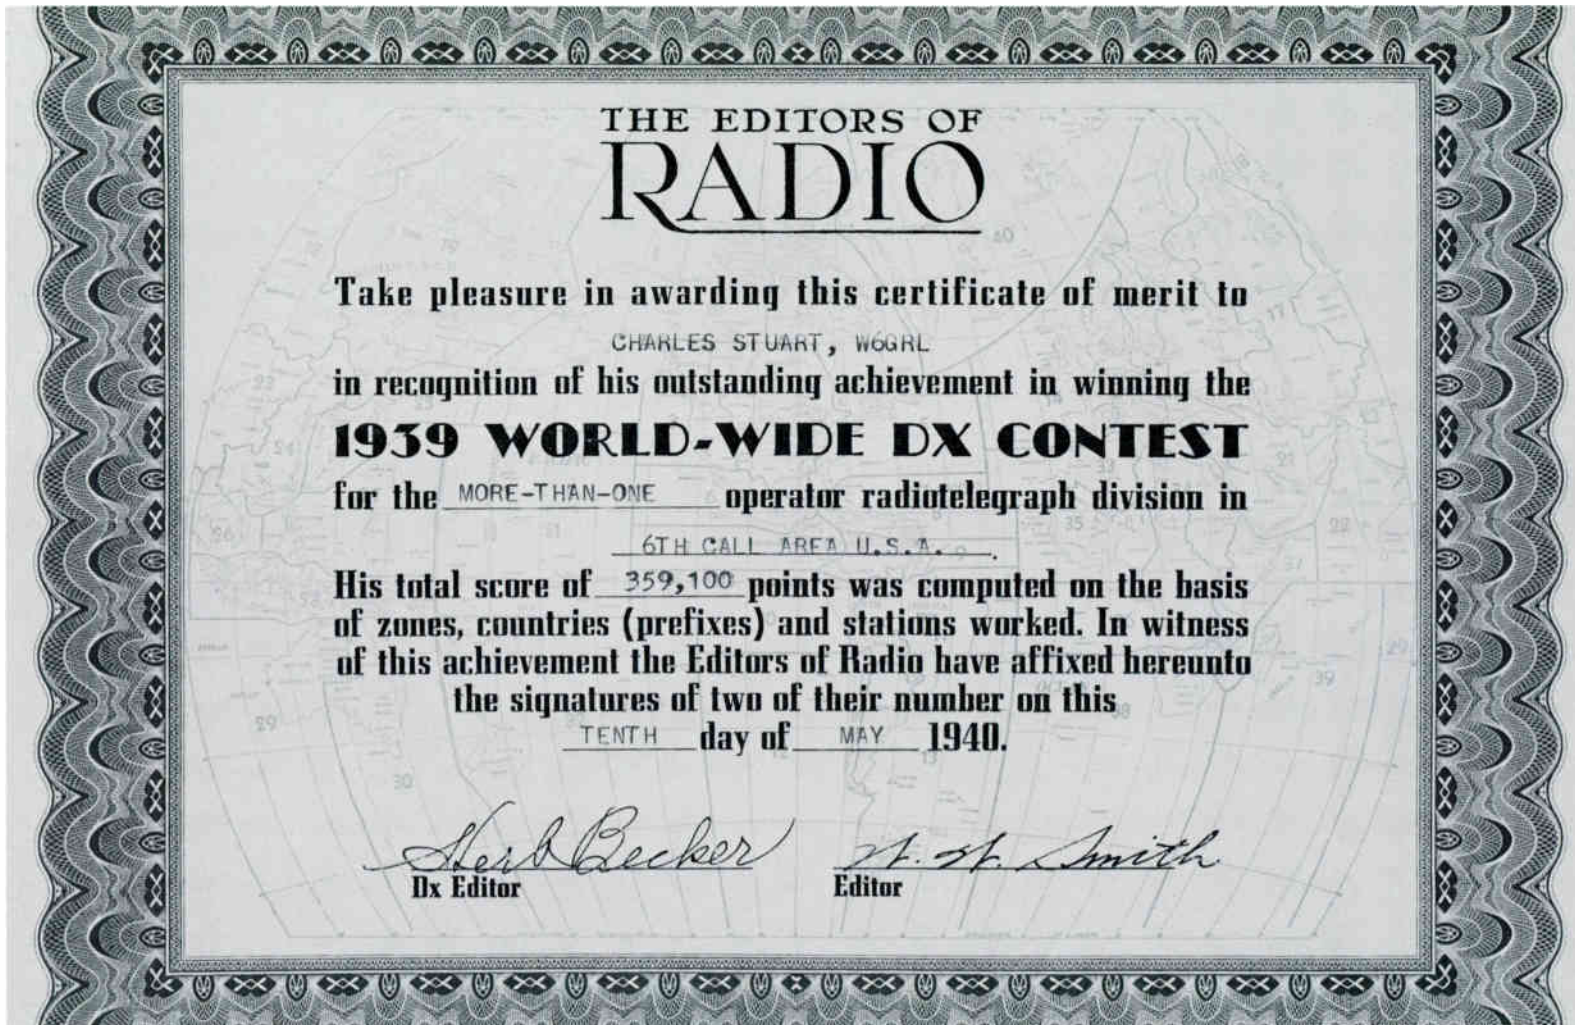 THE EDITORS OF
RADIO
Take pleasure in awarding this certificate of merit to
CHARLES STUART, W6GRL
in recognition of his outstanding achievement in winning the
1939 WORLD-WIDE DX CONTEST
for the MORE-THAN-ONE operator radiotelegraph division in
6TH CALL AREA U.S.A.
His total score of 359,100 points was computed on the basis
of zones, countries (prefixes) and stations worked. In witness
of this achievement the Editors of Radio have affixed hereunto
the signatures of two of their number on this
TENTH day of MAY 1940.
Herb Becker
W. W. Smith
Dx Editor
Editor